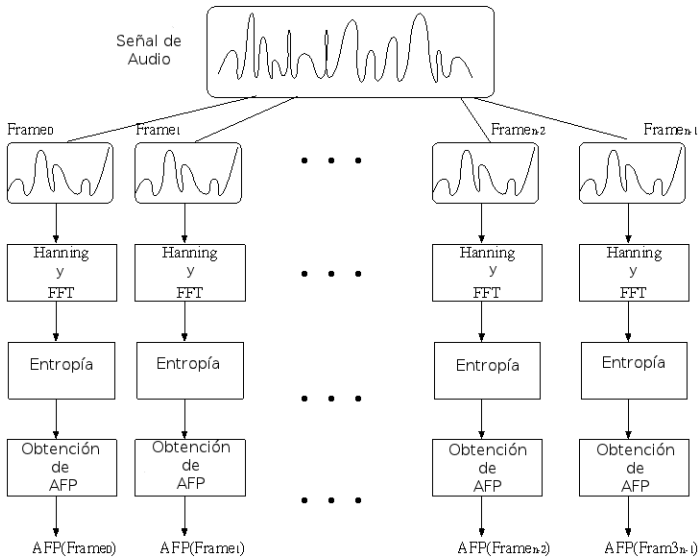 Señal de
Audio
Frame0 Frame1 Framen-2 Framen-1
Hanning Hanning Hanning Hanning
y y y y
FFT FFT FFT FFT
Entropía Entropía Entropía Entropía
Obtención Obtención Obtención Obtención
de de de de
AFP AFP AFP AFP
AFP(Frame0) AFP(Frame1) AFP(Framen-2) AFP(Fram3n-1)